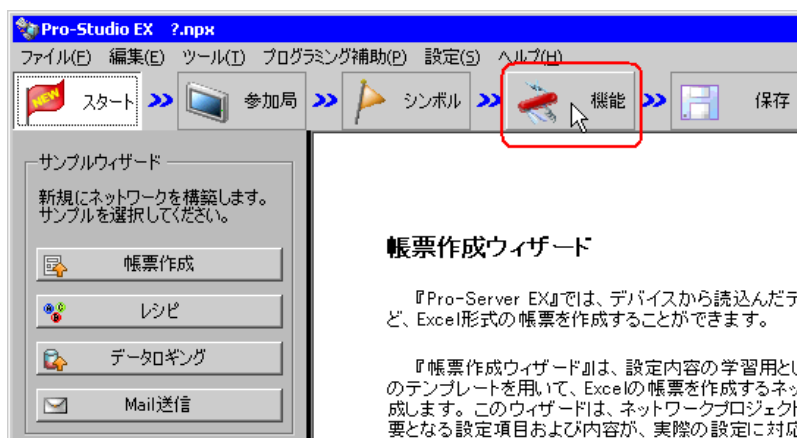 Pro-Studio EX ?.npx
ファイル(F) 編集(E) ツール(T) プログラミング補助(P) 設定(S) ヘルプ(H)
NEW スタート 参加局 シンボル 機能 保存
サンプルウィザード
新規にネットワークを構築します。
サンプルを選択してください。
帳票作成
レシピ
データロギング
Mail送信
帳票作成ウィザード
『Pro-Server EX』では、デバイスから読込んだデ
ど、Excel形式の帳票を作成することができます。
『帳票作成ウィザード』は、設定内容の学習用とし
のテンプレートを用いて、Excelの帳票を作成するネッ
成します。このウィザードは、ネットワークプロジェクト
要となる設定項目および内容が、実際の設定に対応